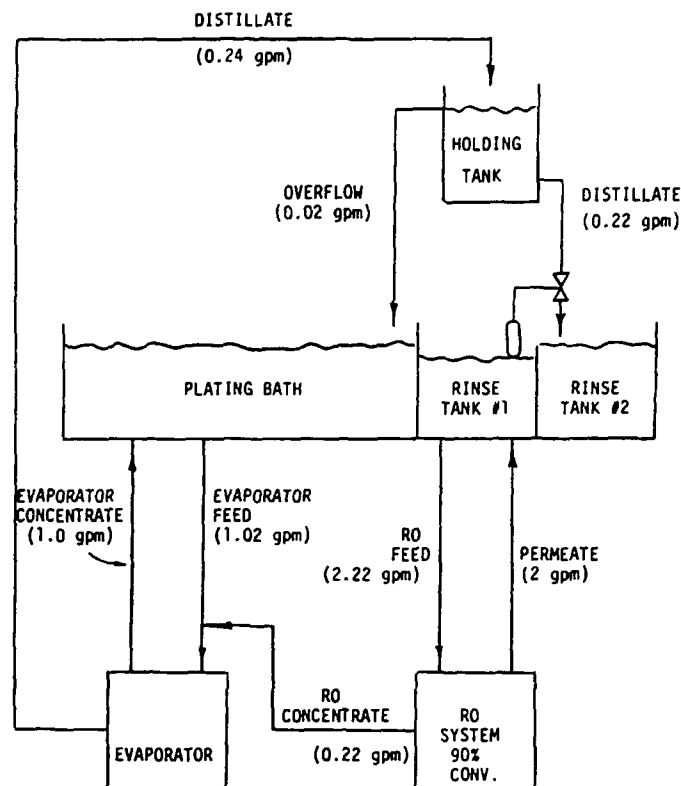 DISTILLATE
(0.24 gpm)
HOLDING
TANK
OVERFLOW
(0.02 gpm)
DISTILLATE
(0.22 gpm)
PLATING BATH
RINSE
TANK #1
RINSE
TANK #2
EVAPORATOR
CONCENTRATE
(1.0 gpm)
EVAPORATOR
FEED
(1.02 gpm)
RO
FEED
(2.22 gpm)
PERMEATE
(2 gpm)
RO
CONCENTRATE
(0.22 gpm)
EVAPORATOR
RO
SYSTEM
90%
CONV.